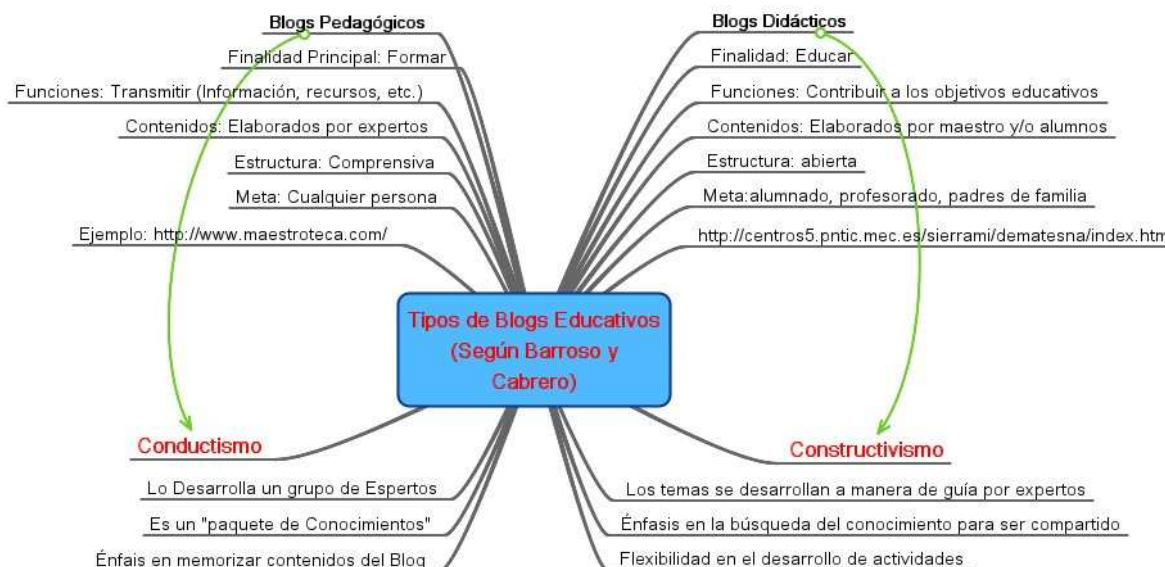 Blogs Pedagógicos
Finalidad Principal: Formar
Funciones: Transmitir (Información, recursos, etc.)
Contenidos: Elaborados por expertos
Estructura: Comprensiva
Meta: Cualquier persona
Ejemplo: http://www.maestroteca.com/
Blogs Didácticos
Finalidad: Educar
Funciones: Contribuir a los objetivos educativos
Contenidos: Elaborados por maestro y/o alumnos
Estructura: abierta
Meta:alumnado, profesorado, padres de familia
http://centros5.pntic.mec.es/sierrami/dematesna/index.htm
Tipos de Blogs Educativos
(Según Barroso y
Cabrero)
Conductismo
Lo Desarrolla un grupo de Espertos
Es un "paquete de Conocimientos"
Énfais en memorizar contenidos del Blog
Constructivismo
Los temas se desarrollan a manera de guía por expertos
Énfasis en la búsqueda del conocimiento para ser compartido
Flexibilidad en el desarrollo de actividades